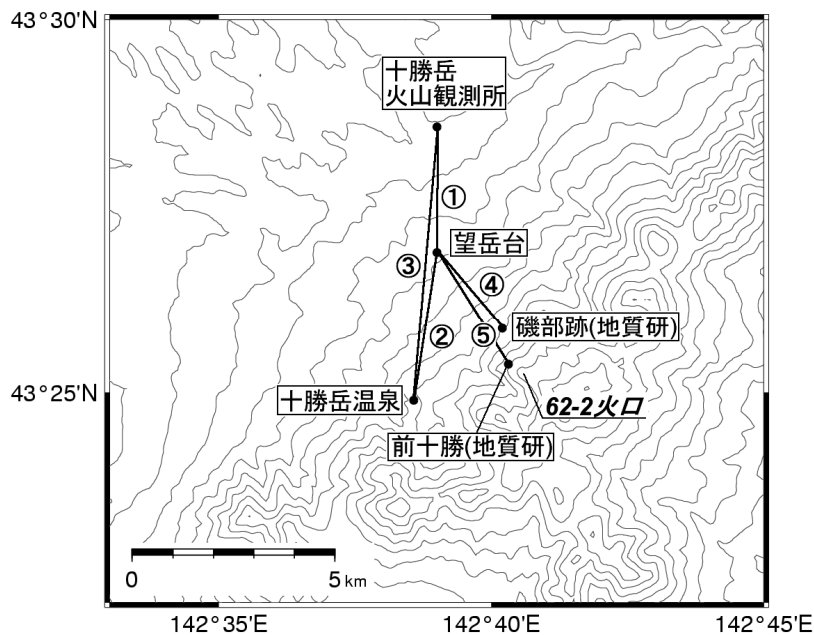 43°30'N
十勝岳
火山観測所
①
望岳台
③
④
⑤
磯部跡(地質研)
②
43°25'N
十勝岳温泉
62-2火口
前十勝(地質研)
0
5 km
142°35'E
142°40'E
142°45'E